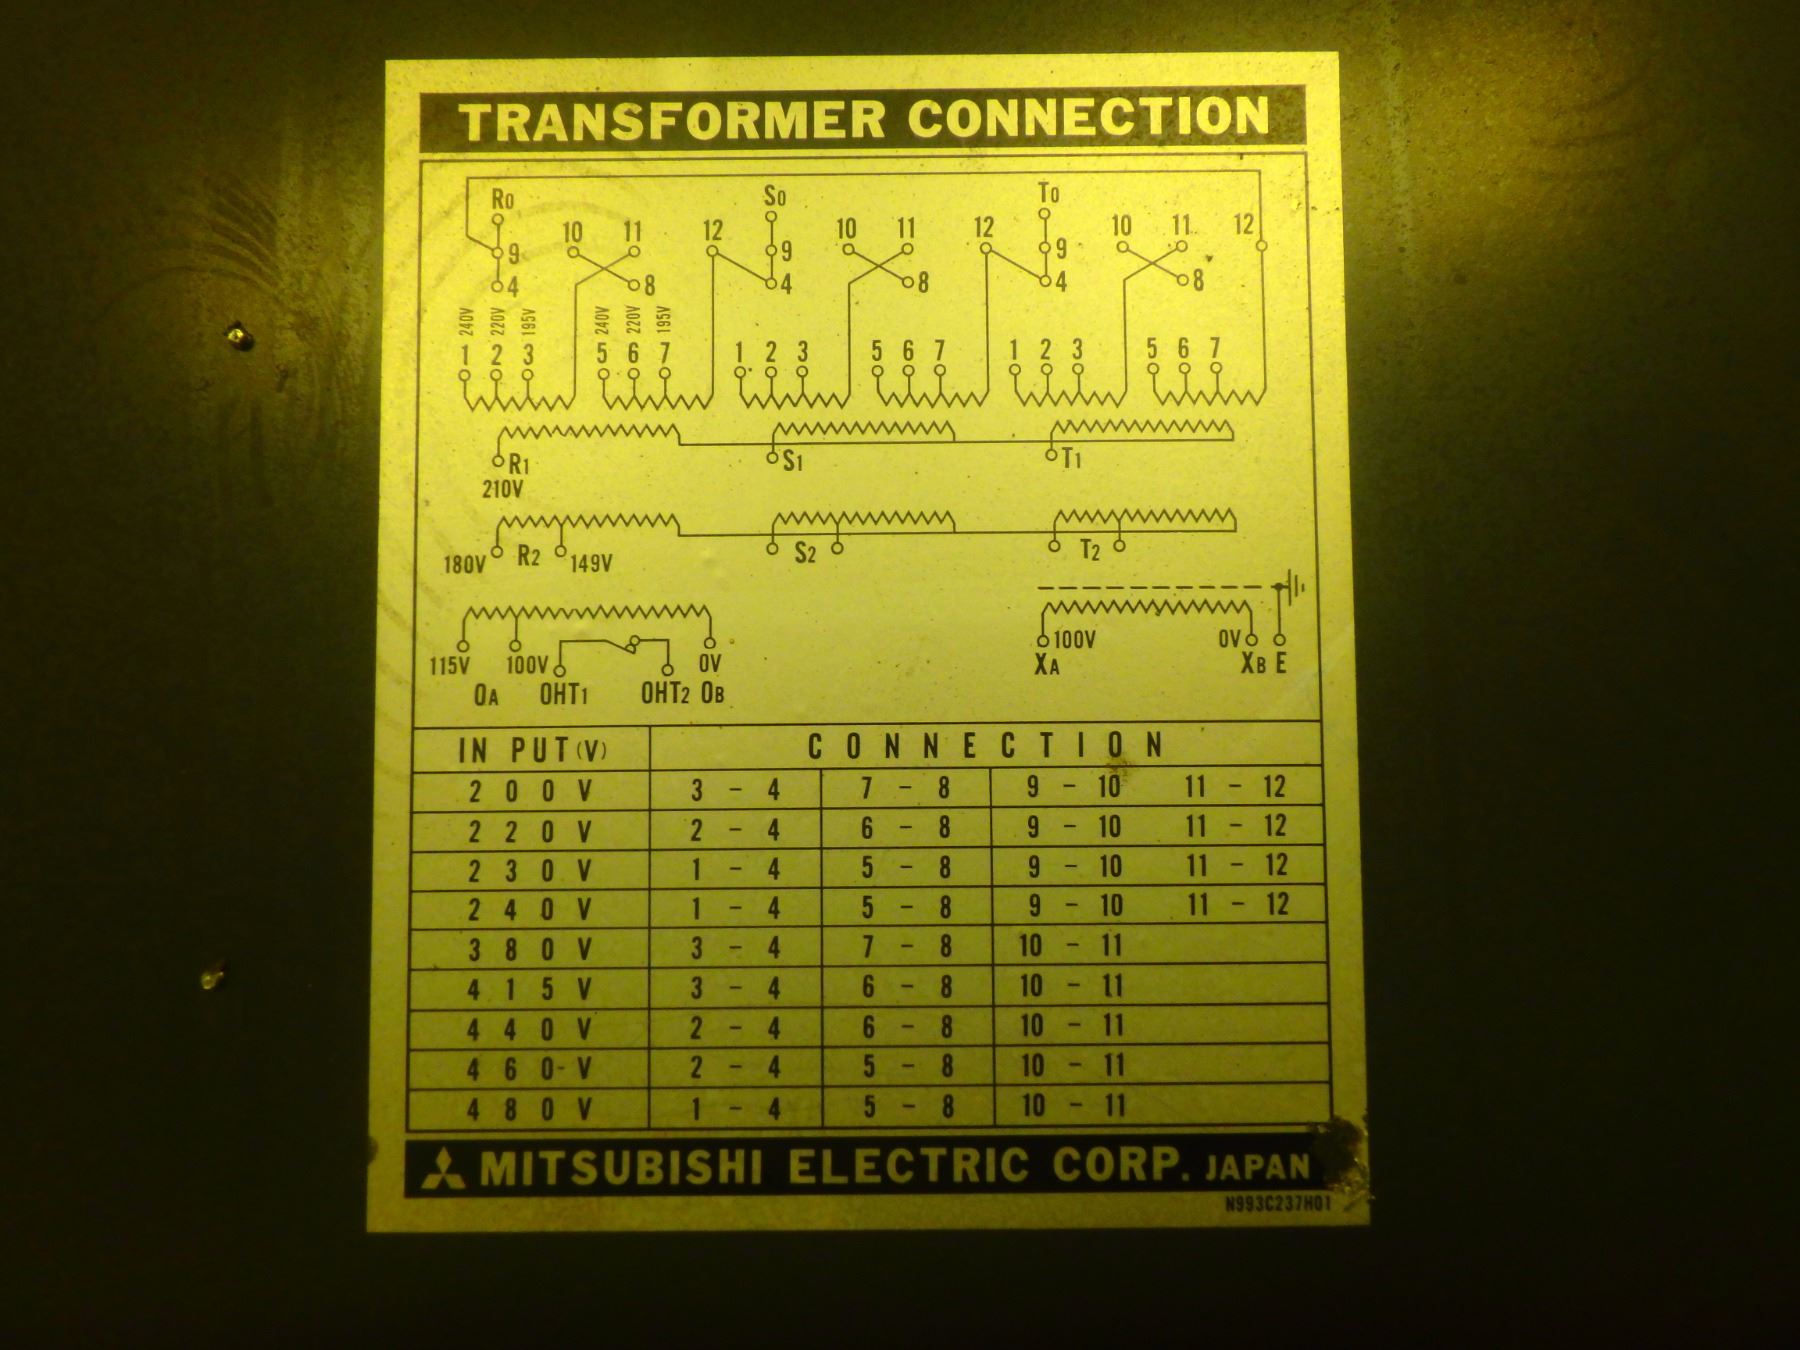 TRANSFORMER CONNECTION
R0 S0 T0
10 11 12 10 11 12 10 11 12
9 9 9
4 8 4 8 4 8
240V 220V 195V 240V 220V 195V
1 2 3 5 6 7 1 2 3 5 6 7 1 2 3 5 6 7
R1 S1 T1
210V
180V R2 149V S2 T2
115V 100V 0V 100V 0V
OA OHT1 OHT2 OB XA XB E
IN PUT (V) CONNECTION
200V 3 - 4 7 - 8 9 - 10 11 - 12
220V 2 - 4 6 - 8 9 - 10 11 - 12
230V 1 - 4 5 - 8 9 - 10 11 - 12
240V 1 - 4 5 - 8 9 - 10 11 - 12
380V 3 - 4 7 - 8 10 - 11
415V 3 - 4 6 - 8 10 - 11
440V 2 - 4 6 - 8 10 - 11
460V 2 - 4 5 - 8 10 - 11
480V 1 - 4 5 - 8 10 - 11
MITSUBISHI ELECTRIC CORP. JAPAN
N993C237H01